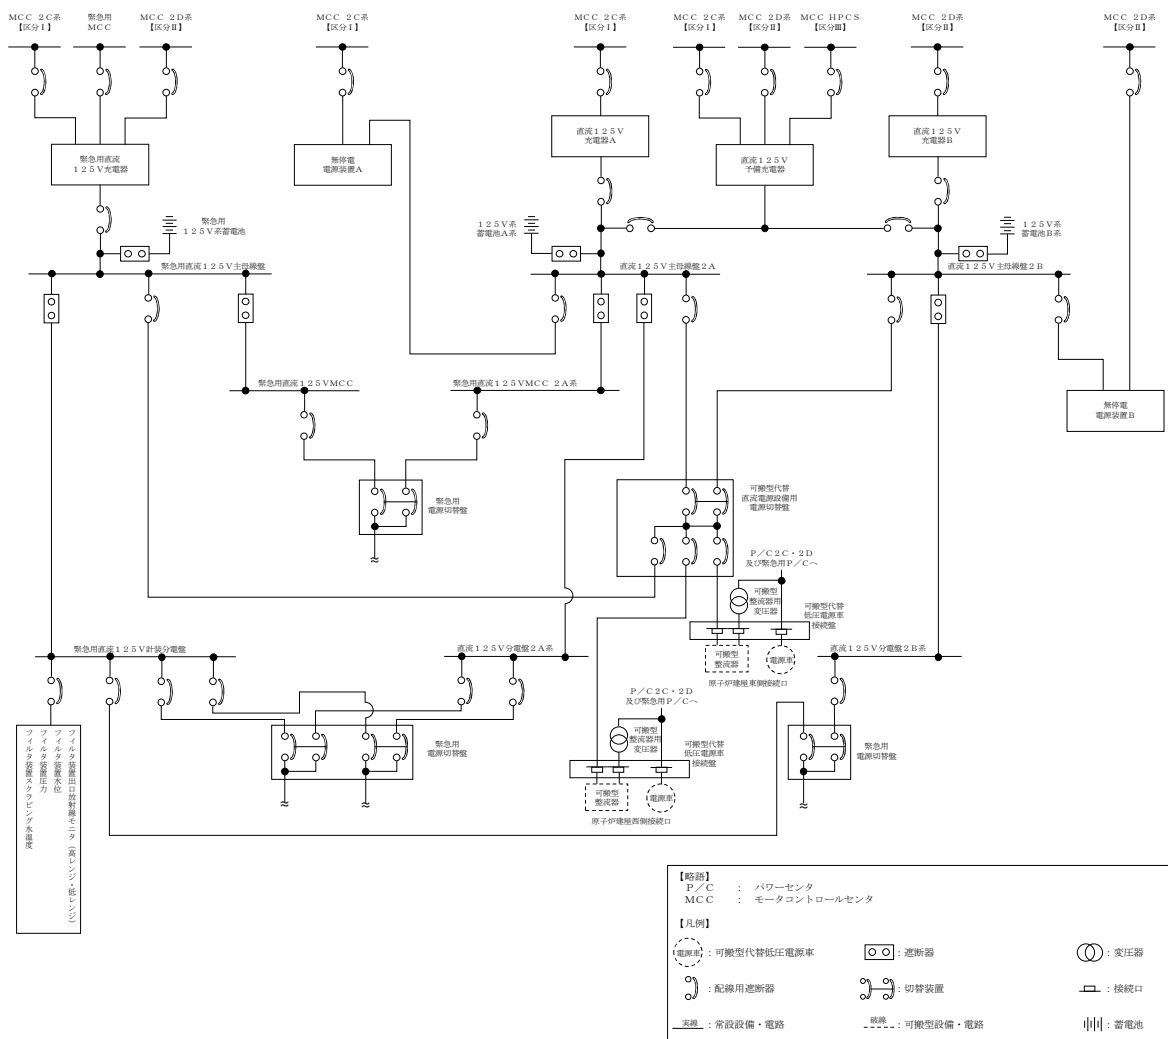 MCC 2C系
【区分Ⅰ】
緊急用
MCC
MCC 2D系
【区分Ⅱ】
MCC 2C系
【区分Ⅰ】
MCC 2C系
【区分Ⅰ】
MCC 2C系
【区分Ⅰ】
MCC 2D系
【区分Ⅱ】
MCC HPCS
【区分Ⅲ】
MCC 2D系
【区分Ⅱ】
MCC 2D系
【区分Ⅱ】
緊急用直流
125V充電器
無停電
電源装置A
直流125V
充電器A
直流125V
予備充電器
直流125V
充電器B
緊急用
125V系蓄電池
125V系
蓄電池A系
125V系
蓄電池B系
緊急用直流125V主母線盤
直流125V主母線盤2A
直流125V主母線盤2B
緊急用直流125VMCC
緊急用直流125VMCC 2A系
無停電
電源装置B
緊急用
電源切替盤
可搬型代替
直流電源設備用
電源切替盤
P/C2C・2D
及び緊急用P/Cへ
可搬型
整流器用
変圧器
可搬型代替
低圧電源車
接続盤
可搬型
整流器
電源車
原子炉建屋東側接続口
緊急用直流125V計装分電盤
直流125V分電盤2A系
直流125V分電盤2B系
P/C2C・2D
及び緊急用P/Cへ
可搬型
整流器用
変圧器
可搬型代替
低圧電源車
接続盤
可搬型
整流器
電源車
原子炉建屋西側接続口
緊急用
電源切替盤
緊急用
電源切替盤
フィルタ装置出口放射線モニタ(高レンジ・低レンジ)
フィルタ装置水位
フィルタ装置圧力
フィルタ装置スクラビング水温度
【略語】
P/C : パワーセンタ
MCC : モータコントロールセンタ
【凡例】
電源車 : 可搬型代替低圧電源車
: 遮断器
: 変圧器
: 配線用遮断器
: 切替装置
: 接続口
実線 : 常設設備・電路
破線 : 可搬型設備・電路
: 蓄電池